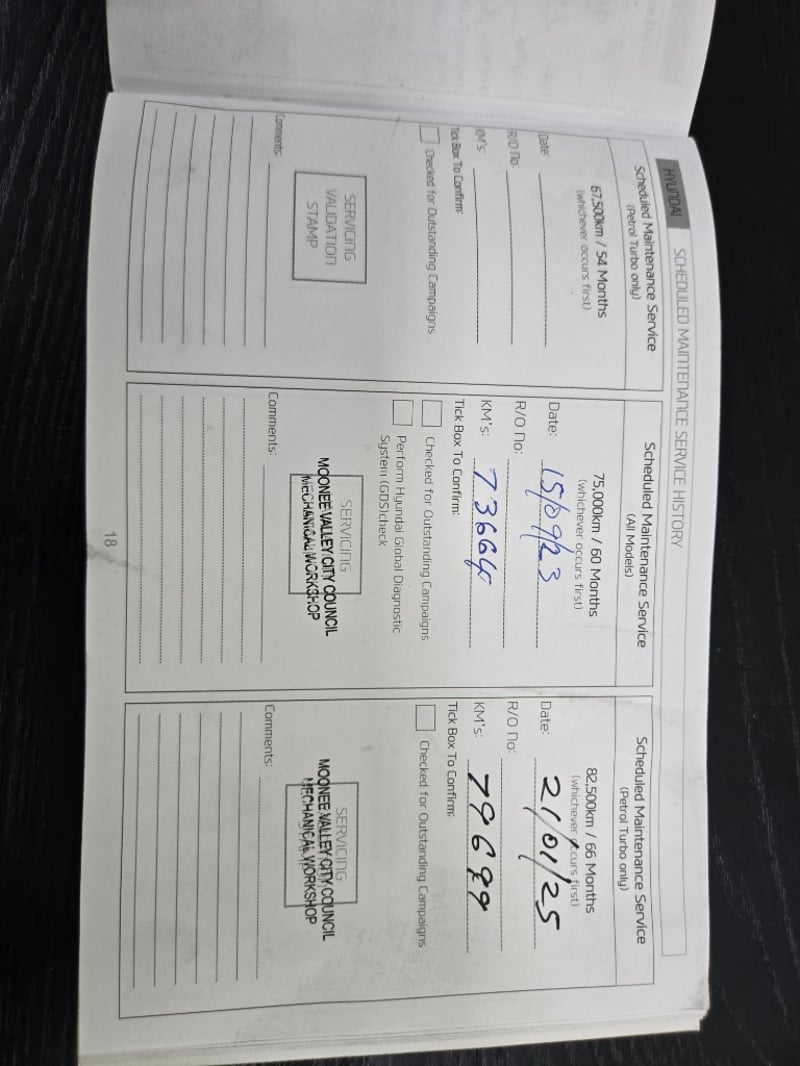 HYUNDAI SCHEDULED MAINTENANCE SERVICE HISTORY
Scheduled Maintenance Service
(Petrol Turbo only)
67,500km / 54 Months
(whichever occurs first)
Date:
R/O No:
KM's:
Tick Box To Confirm:
Checked for Outstanding Campaigns
SERVICING
VALIDATION
STAMP
Comments:
Scheduled Maintenance Service
(All Models)
75,000km / 60 Months
(whichever occurs first)
Date: 15/09/23
R/O No:
KM's: 73664
Tick Box To Confirm:
Checked for Outstanding Campaigns
Perform Hyundai Global Diagnostic
System (GDS)check
SERVICING
MOONEE VALLEY CITY COUNCIL
MECHANICAL WORKSHOP
Comments:
Scheduled Maintenance Service
(Petrol Turbo only)
82,500km / 66 Months
(whichever occurs first)
Date: 21/01/25
R/O No:
KM's:
Tick Box To Confirm:
Checked for Outstanding Campaigns
SERVICING
MOONEE VALLEY CITY COUNCIL
MECHANICAL WORKSHOP
Comments:
18